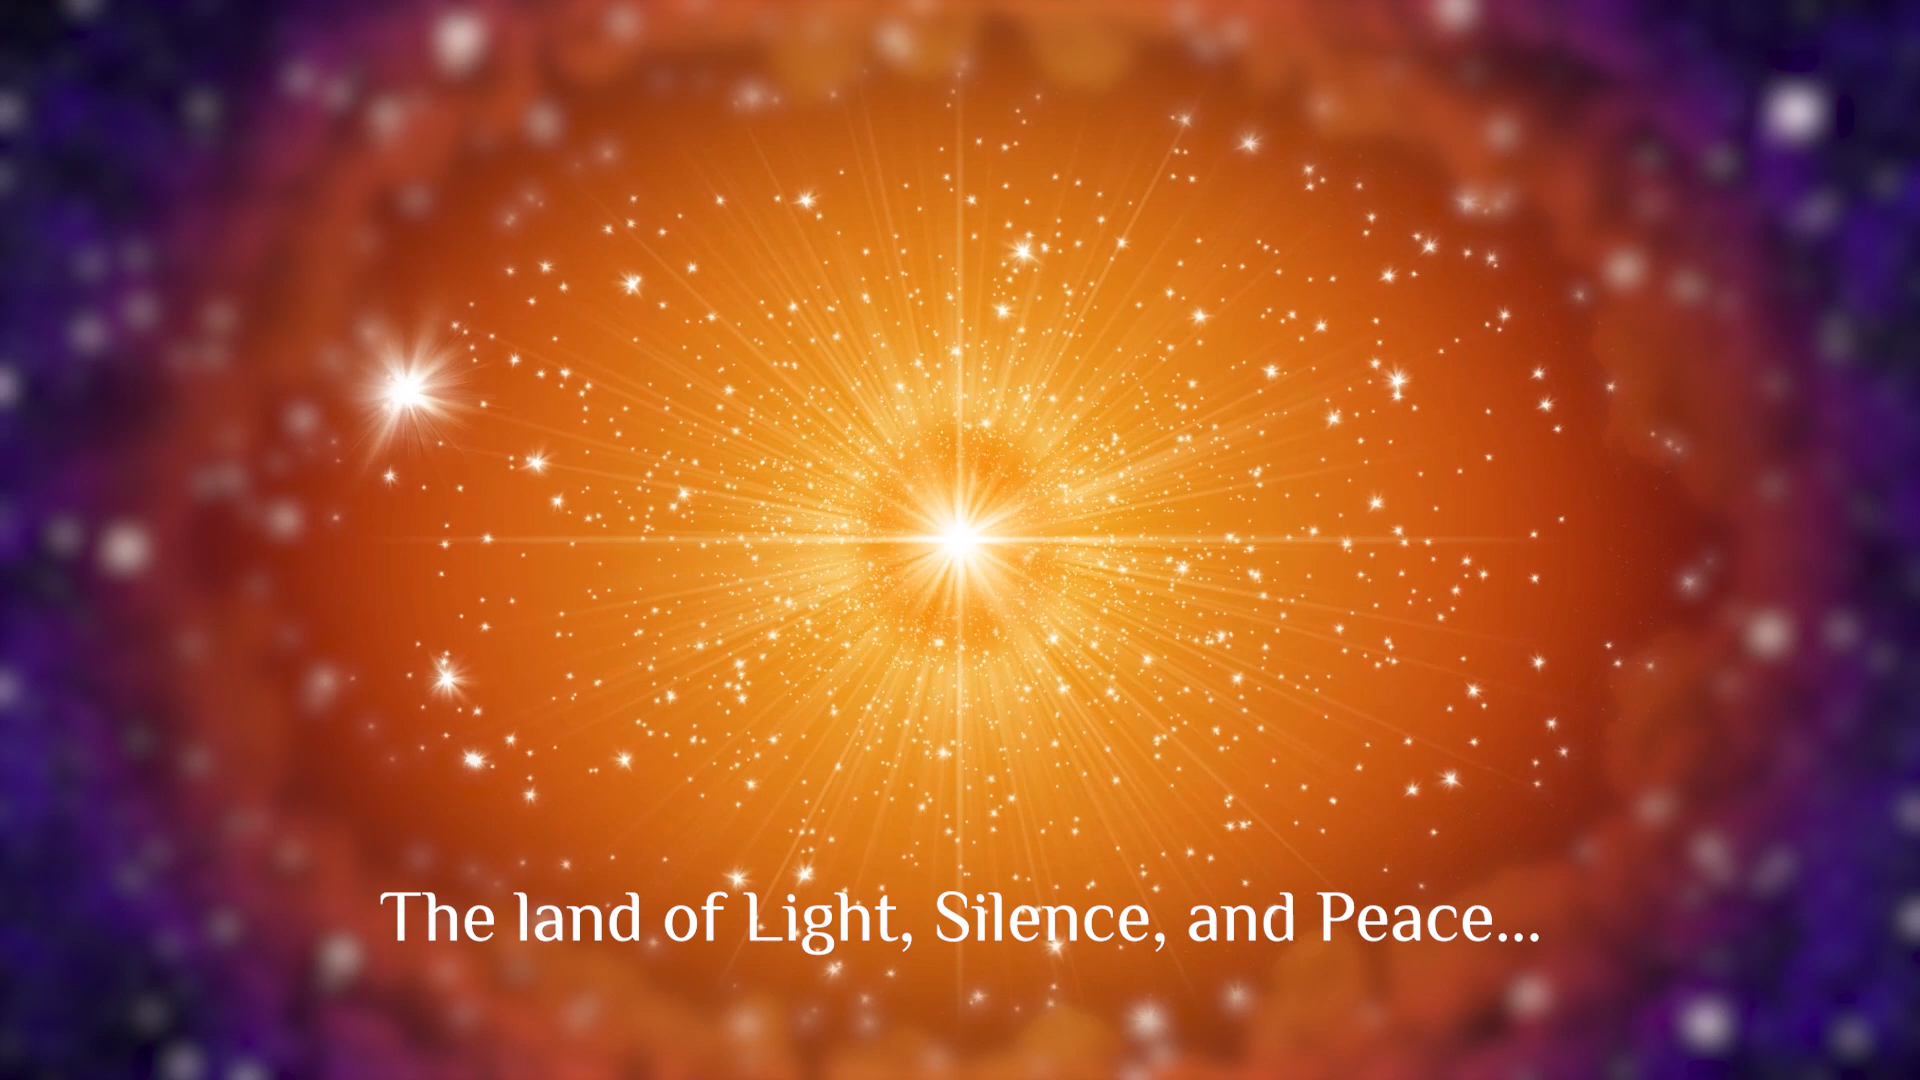 The land of Light, Silence, and Peace...